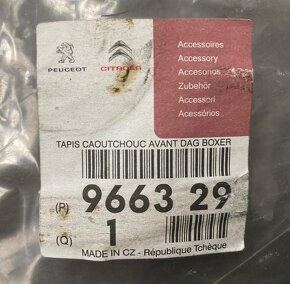 PEUGEOT
CITROËN
Accessoires
Accessory
Accesorios
Zubehör
Accessori
Acessórios
TAPIS CAOUTCHOUC AVANT DAG BOXER
(P) 9663 29
(Q) 1
MADE IN CZ - République Tchèque